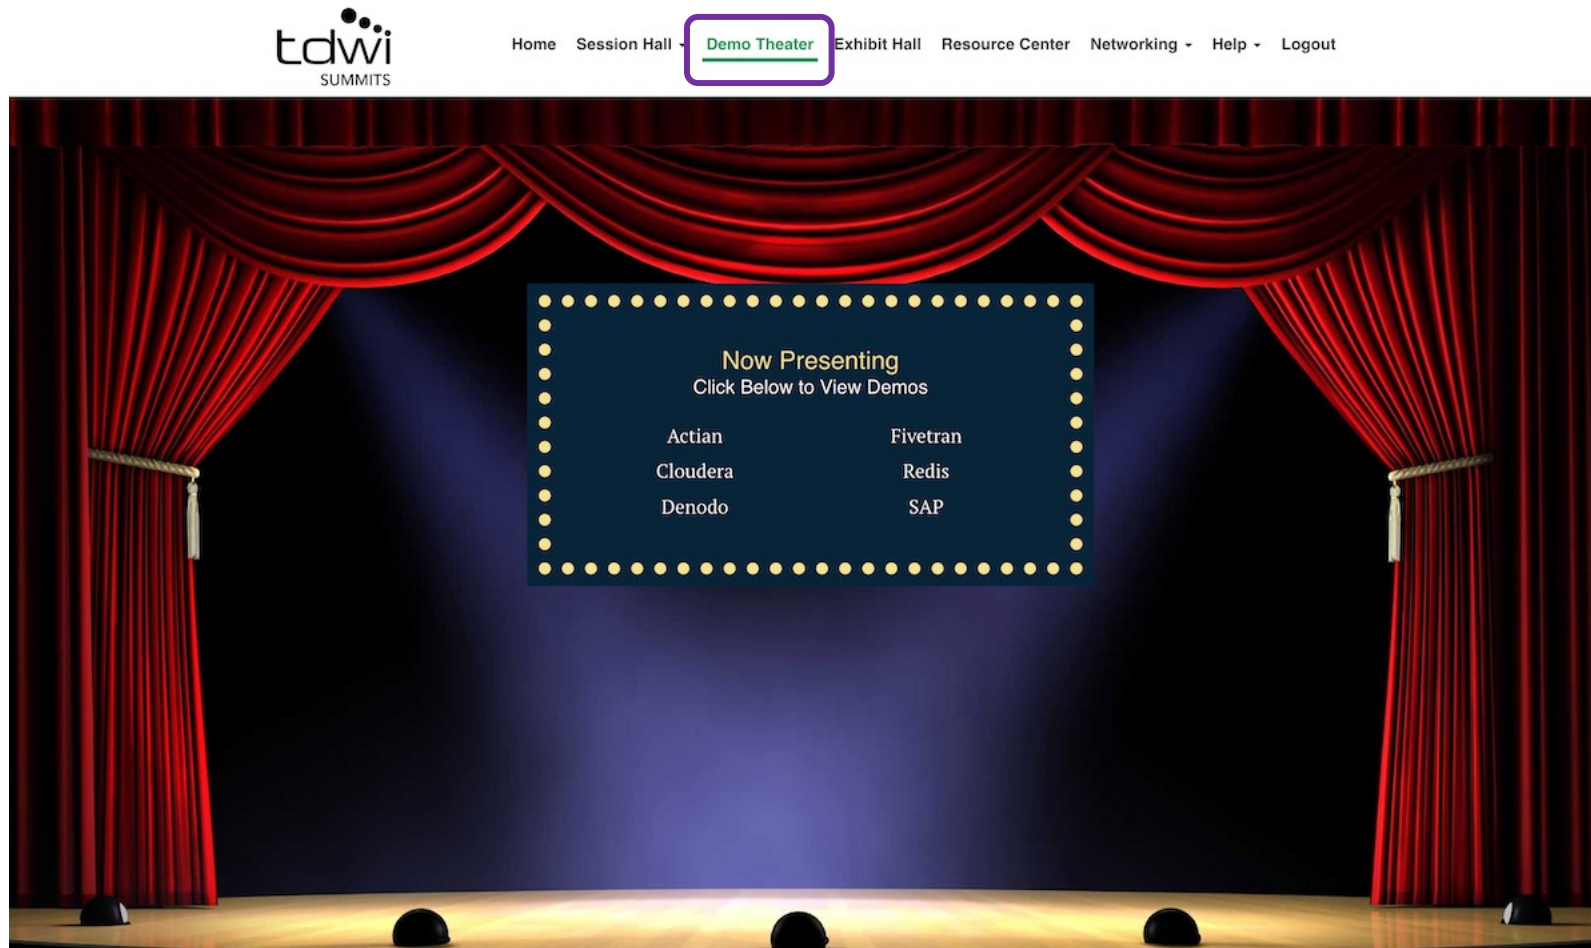 tdwi
SUMMITS
Home Session Hall Demo Theater Exhibit Hall Resource Center Networking Help Logout
Now Presenting
Click Below to View Demos
Actian Fivetran
Cloudera Redis
Denodo SAP